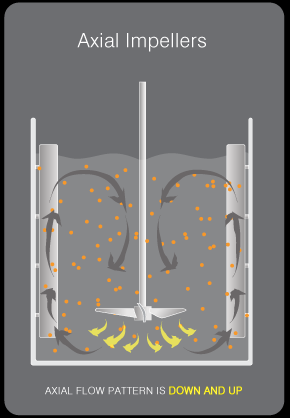 Axial Impellers
AXIAL FLOW PATTERN IS DOWN AND UP